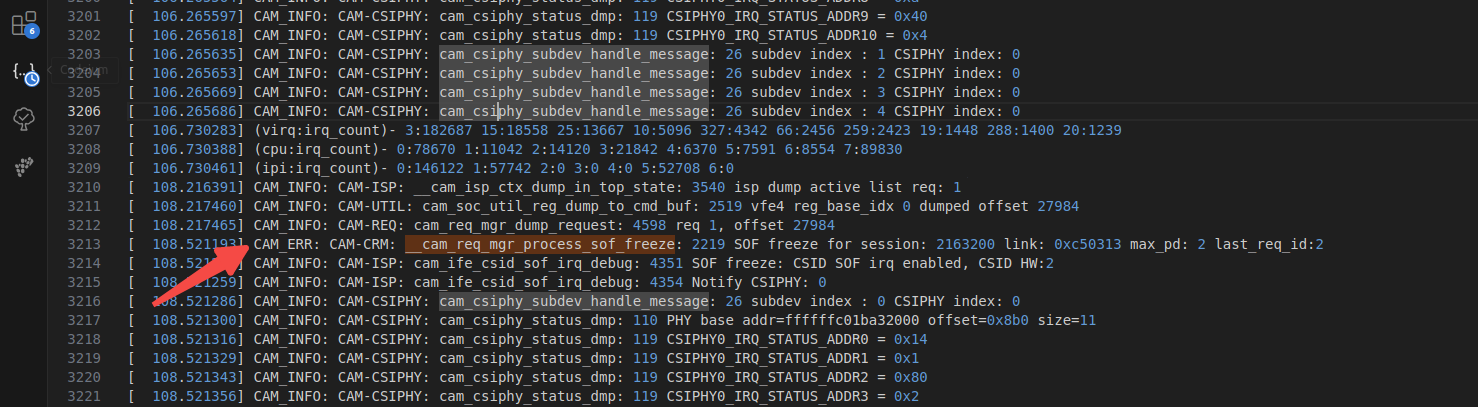 3201 [ 106.265597] CAM_INFO: CAM-CSIPHY: cam_csiphy_status_dmp: 119 CSIPHY0_IRQ_STATUS_ADDR9 = 0x40
3202 [ 106.265618] CAM_INFO: CAM-CSIPHY: cam_csiphy_status_dmp: 119 CSIPHY0_IRQ_STATUS_ADDR10 = 0x4
3203 [ 106.265635] CAM_INFO: CAM-CSIPHY: cam_csiphy_subdev_handle_message: 26 subdev index : 1 CSIPHY index: 0
3204 [ 106.265653] CAM_INFO: CAM-CSIPHY: cam_csiphy_subdev_handle_message: 26 subdev index : 2 CSIPHY index: 0
3205 [ 106.265669] CAM_INFO: CAM-CSIPHY: cam_csiphy_subdev_handle_message: 26 subdev index : 3 CSIPHY index: 0
3206 [ 106.265686] CAM_INFO: CAM-CSIPHY: cam_csiphy_subdev_handle_message: 26 subdev index : 4 CSIPHY index: 0
3207 [ 106.730283] (virq:irq_count)- 3:182687 15:18558 25:13667 10:5096 327:4342 66:2456 259:2423 19:1448 288:1400 20:1239
3208 [ 106.730388] (cpu:irq_count)- 0:78670 1:11042 2:14120 3:21842 4:6370 5:7591 6:8554 7:89830
3209 [ 106.730461] (ipi:irq_count)- 0:146122 1:57742 2:0 3:0 4:0 5:52708 6:0
3210 [ 108.216391] CAM_INFO: CAM-ISP: __cam_isp_ctx_dump_in_top_state: 3540 isp dump active list req: 1
3211 [ 108.217460] CAM_INFO: CAM-UTIL: cam_soc_util_reg_dump_to_cmd_buf: 2519 vfe4 reg_base_idx 0 dumped offset 27984
3212 [ 108.217465] CAM_INFO: CAM-REQ: cam_req_mgr_dump_request: 4598 req 1, offset 27984
3213 [ 108.521193] CAM_ERR: CAM-CRM: __cam_req_mgr_process_sof_freeze: 2219 SOF freeze for session: 2163200 link: 0xc50313 max_pd: 2 last_req_id:2
3214 [ CAM_INFO: CAM-ISP: cam_ife_csid_sof_irq_debug: 4351 SOF freeze: CSID SOF irq enabled, CSID HW:2
3215 [ CAM_INFO: CAM-ISP: cam_ife_csid_sof_irq_debug: 4354 Notify CSIPHY: 0
3216 [ CAM_INFO: CAM-CSIPHY: cam_csiphy_subdev_handle_message: 26 subdev index : 0 CSIPHY index: 0
3217 [ 108.521300] CAM_INFO: CAM-CSIPHY: cam_csiphy_status_dmp: 110 PHY base addr=ffffffc01ba32000 offset=0x8b0 size=11
3218 [ 108.521316] CAM_INFO: CAM-CSIPHY: cam_csiphy_status_dmp: 119 CSIPHY0_IRQ_STATUS_ADDR0 = 0x14
3219 [ 108.521329] CAM_INFO: CAM-CSIPHY: cam_csiphy_status_dmp: 119 CSIPHY0_IRQ_STATUS_ADDR1 = 0x1
3220 [ 108.521343] CAM_INFO: CAM-CSIPHY: cam_csiphy_status_dmp: 119 CSIPHY0_IRQ_STATUS_ADDR2 = 0x80
3221 [ 108.521356] CAM_INFO: CAM-CSIPHY: cam_csiphy_status_dmp: 119 CSIPHY0_IRQ_STATUS_ADDR3 = 0x2
6